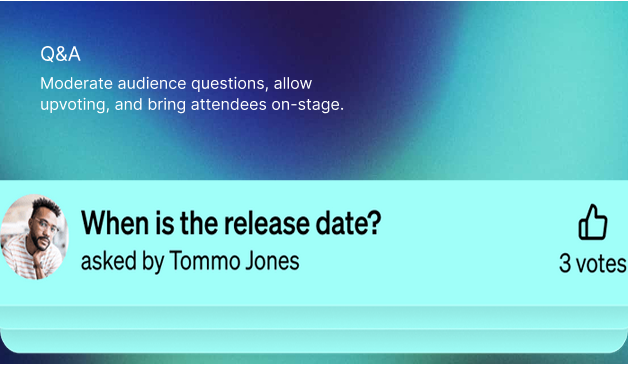 Q&A
Moderate audience questions, allow
upvoting, and bring attendees on-stage.
When is the release date?
asked by Tommo Jones
3 votes